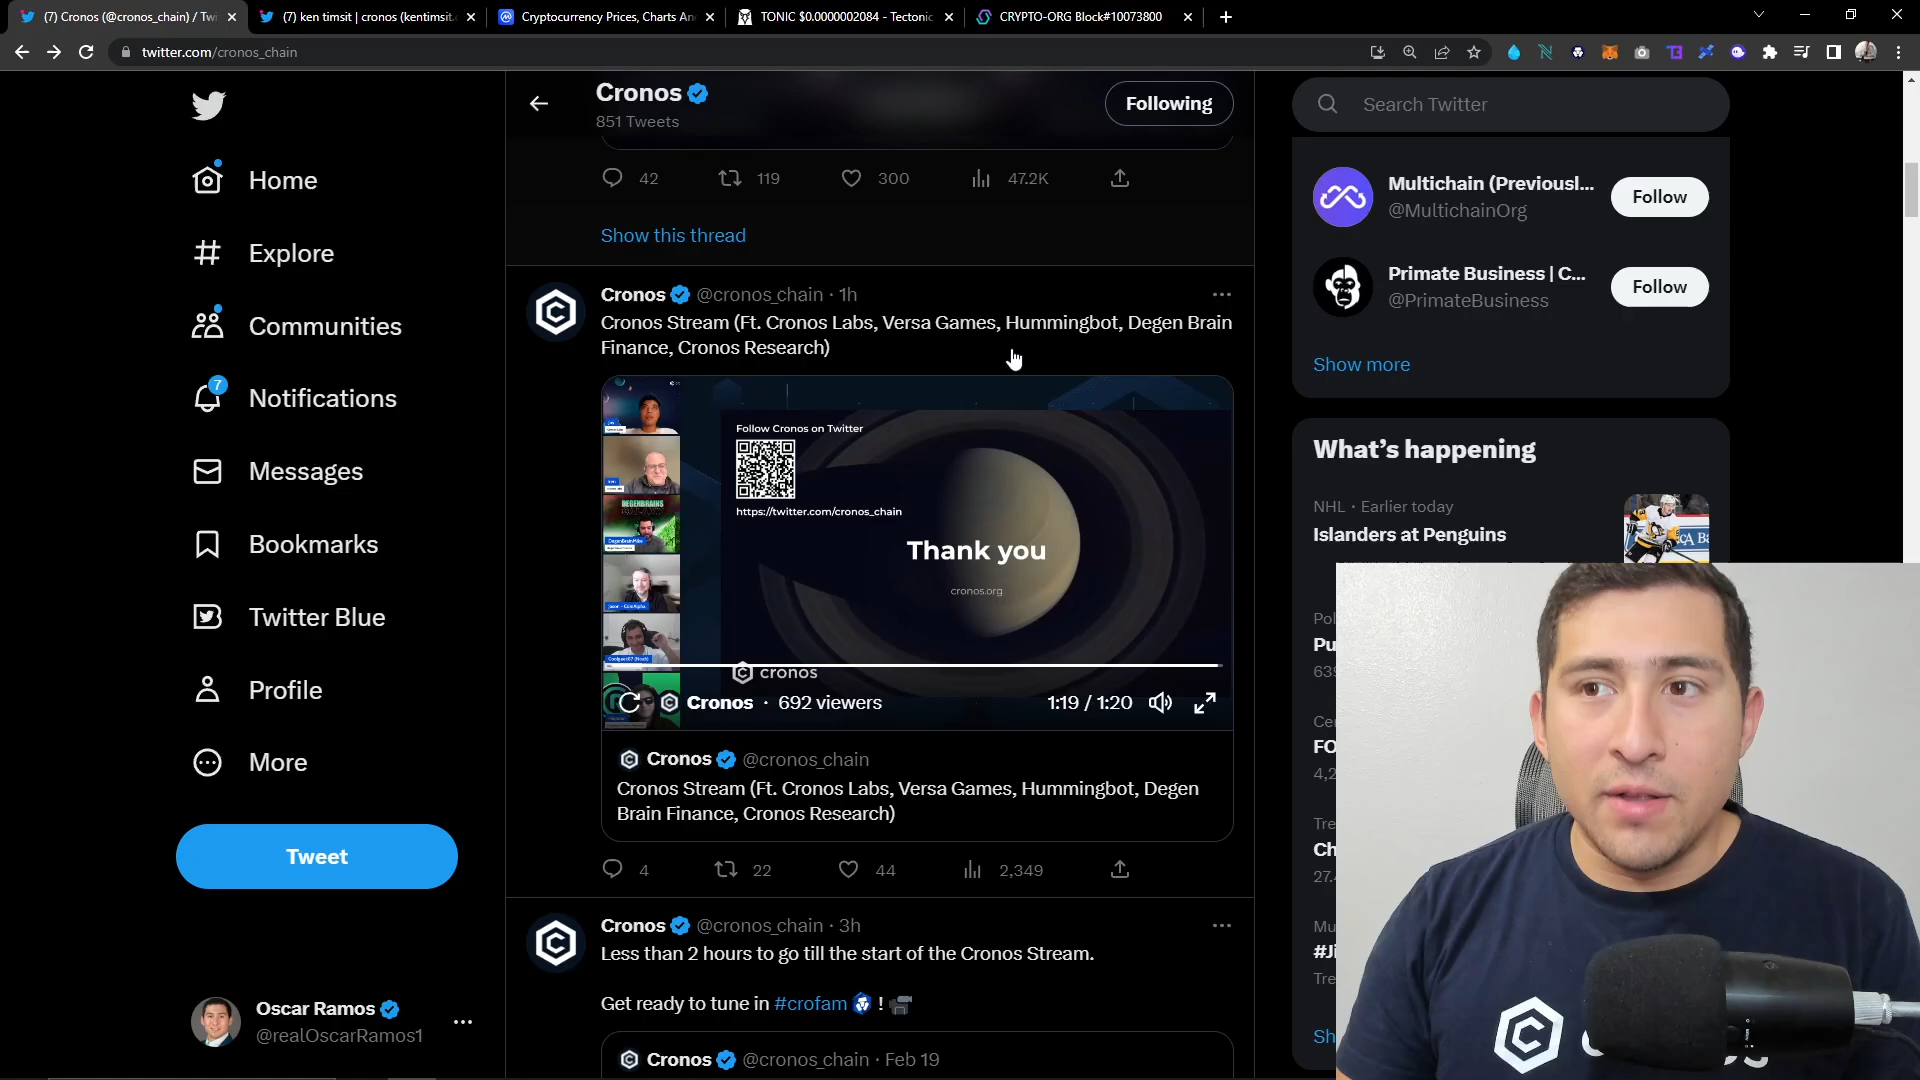 (7) Cronos (@cronos_chain) / Twi
(7) ken timsit | cronos (kentimsit.c
Cryptocurrency Prices, Charts An
TONIC $0.0000002084 - Tectonic
CRYPTO-ORG Block#10073800
twitter.com/cronos_chain
Home
Explore
Communities
7
Notifications
Messages
Bookmarks
Twitter Blue
Profile
More
Tweet
Oscar Ramos
@realOscarRamos1
Cronos
851 Tweets
Following
42
119
300
47.2K
Show this thread
Cronos @cronos_chain · 1h
Cronos Stream (Ft. Cronos Labs, Versa Games, Hummingbot, Degen Brain
Finance, Cronos Research)
Follow Cronos on Twitter
https://twitter.com/cronos_chain
Thank you
cronos.org
cronos
Cronos · 692 viewers
1:19 / 1:20
Cronos @cronos_chain
Cronos Stream (Ft. Cronos Labs, Versa Games, Hummingbot, Degen
Brain Finance, Cronos Research)
4
22
44
2,349
Cronos @cronos_chain · 3h
Less than 2 hours to go till the start of the Cronos Stream.
Get ready to tune in #crofam !
Cronos @cronos_chain · Feb 19
Search Twitter
Multichain (Previousl...
@MultichainOrg
Follow
Primate Business | C...
@PrimateBusiness
Follow
Show more
What's happening
NHL · Earlier today
Islanders at Penguins